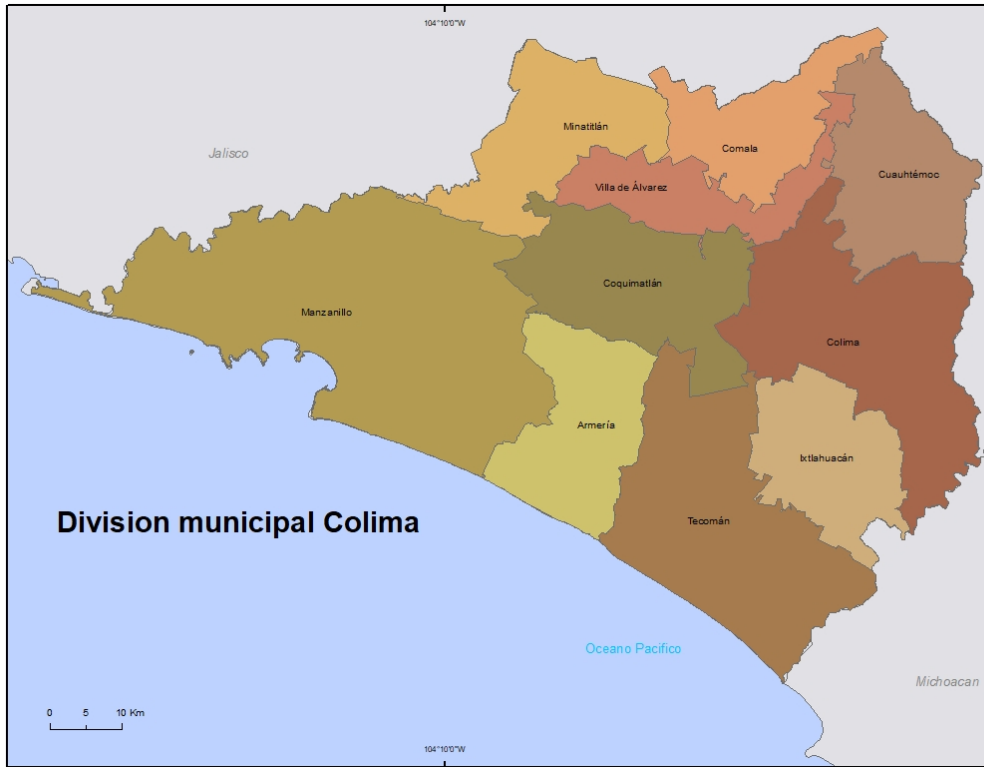 104°10'0"W
Minatitlán
Comala
Jalisco
Cuauhtémoc
Villa de Álvarez
Coquimatlán
Manzanillo
Colima
Armería
Ixtlahuacán
Division municipal Colima
Tecomán
Oceano Pacifico
Michoacan
0 5 10 Km
104°10'0"W